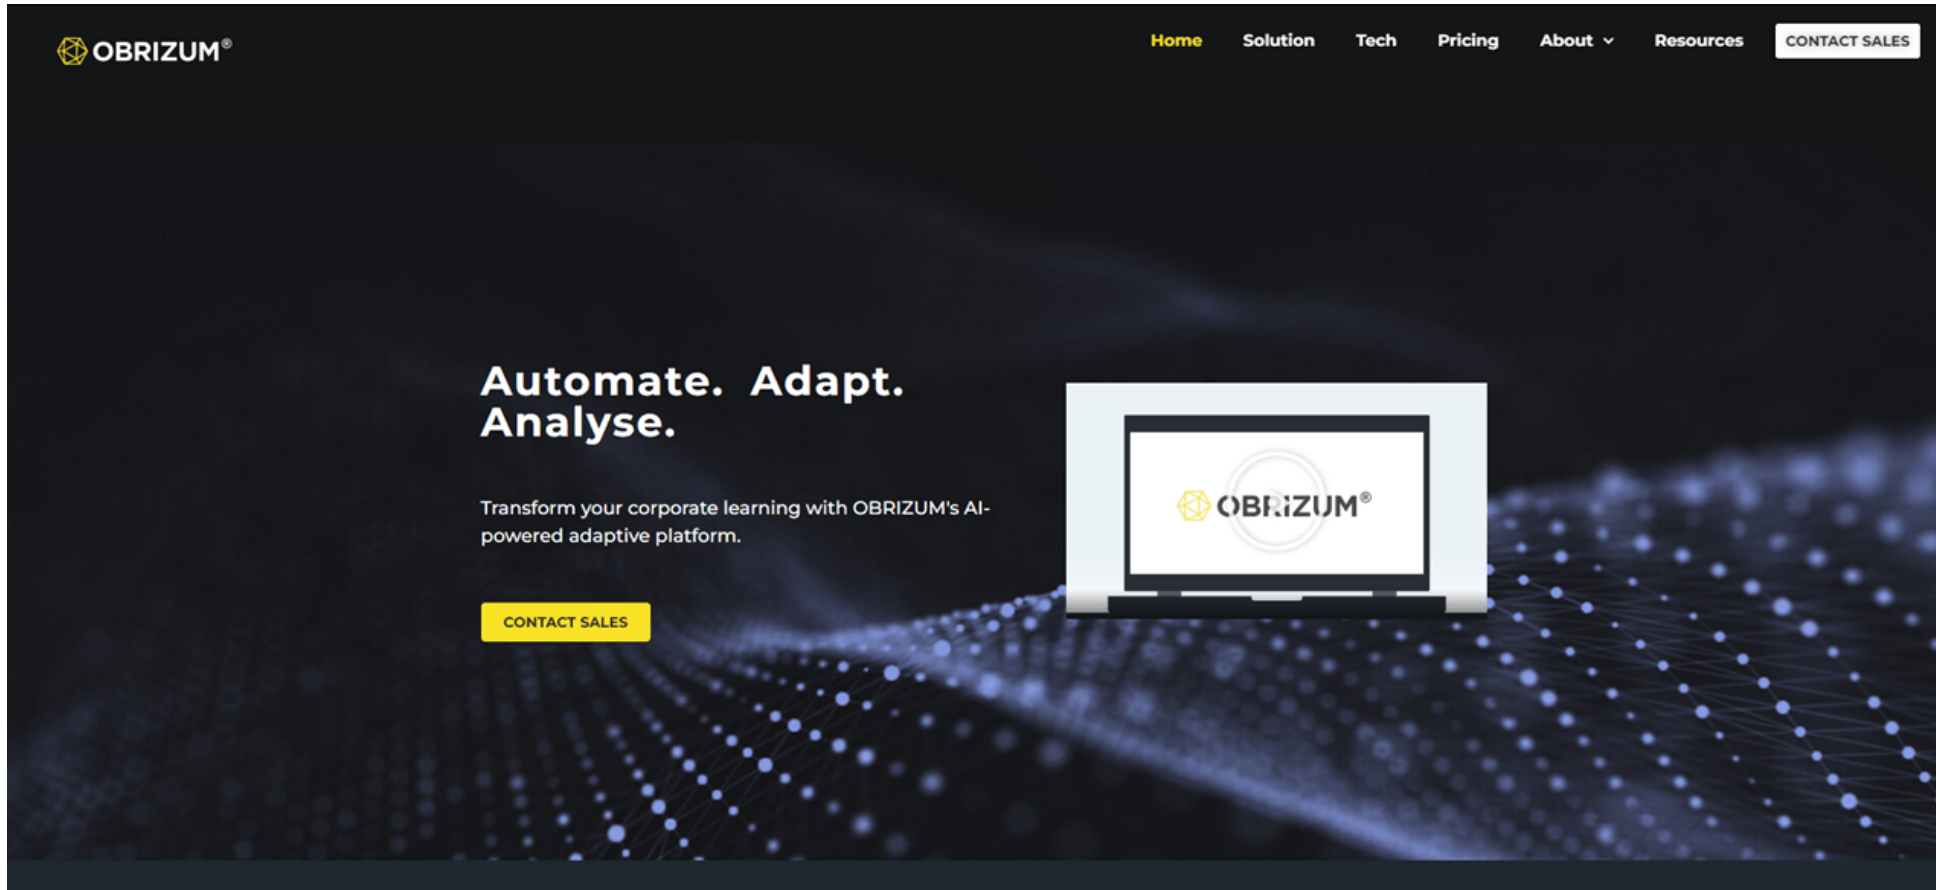 OBRIZUM®
Home Solution Tech Pricing About Resources CONTACT SALES
Automate. Adapt.
Analyse.
Transform your corporate learning with OBRIZUM's AI-
powered adaptive platform.
CONTACT SALES
OBRIZUM®